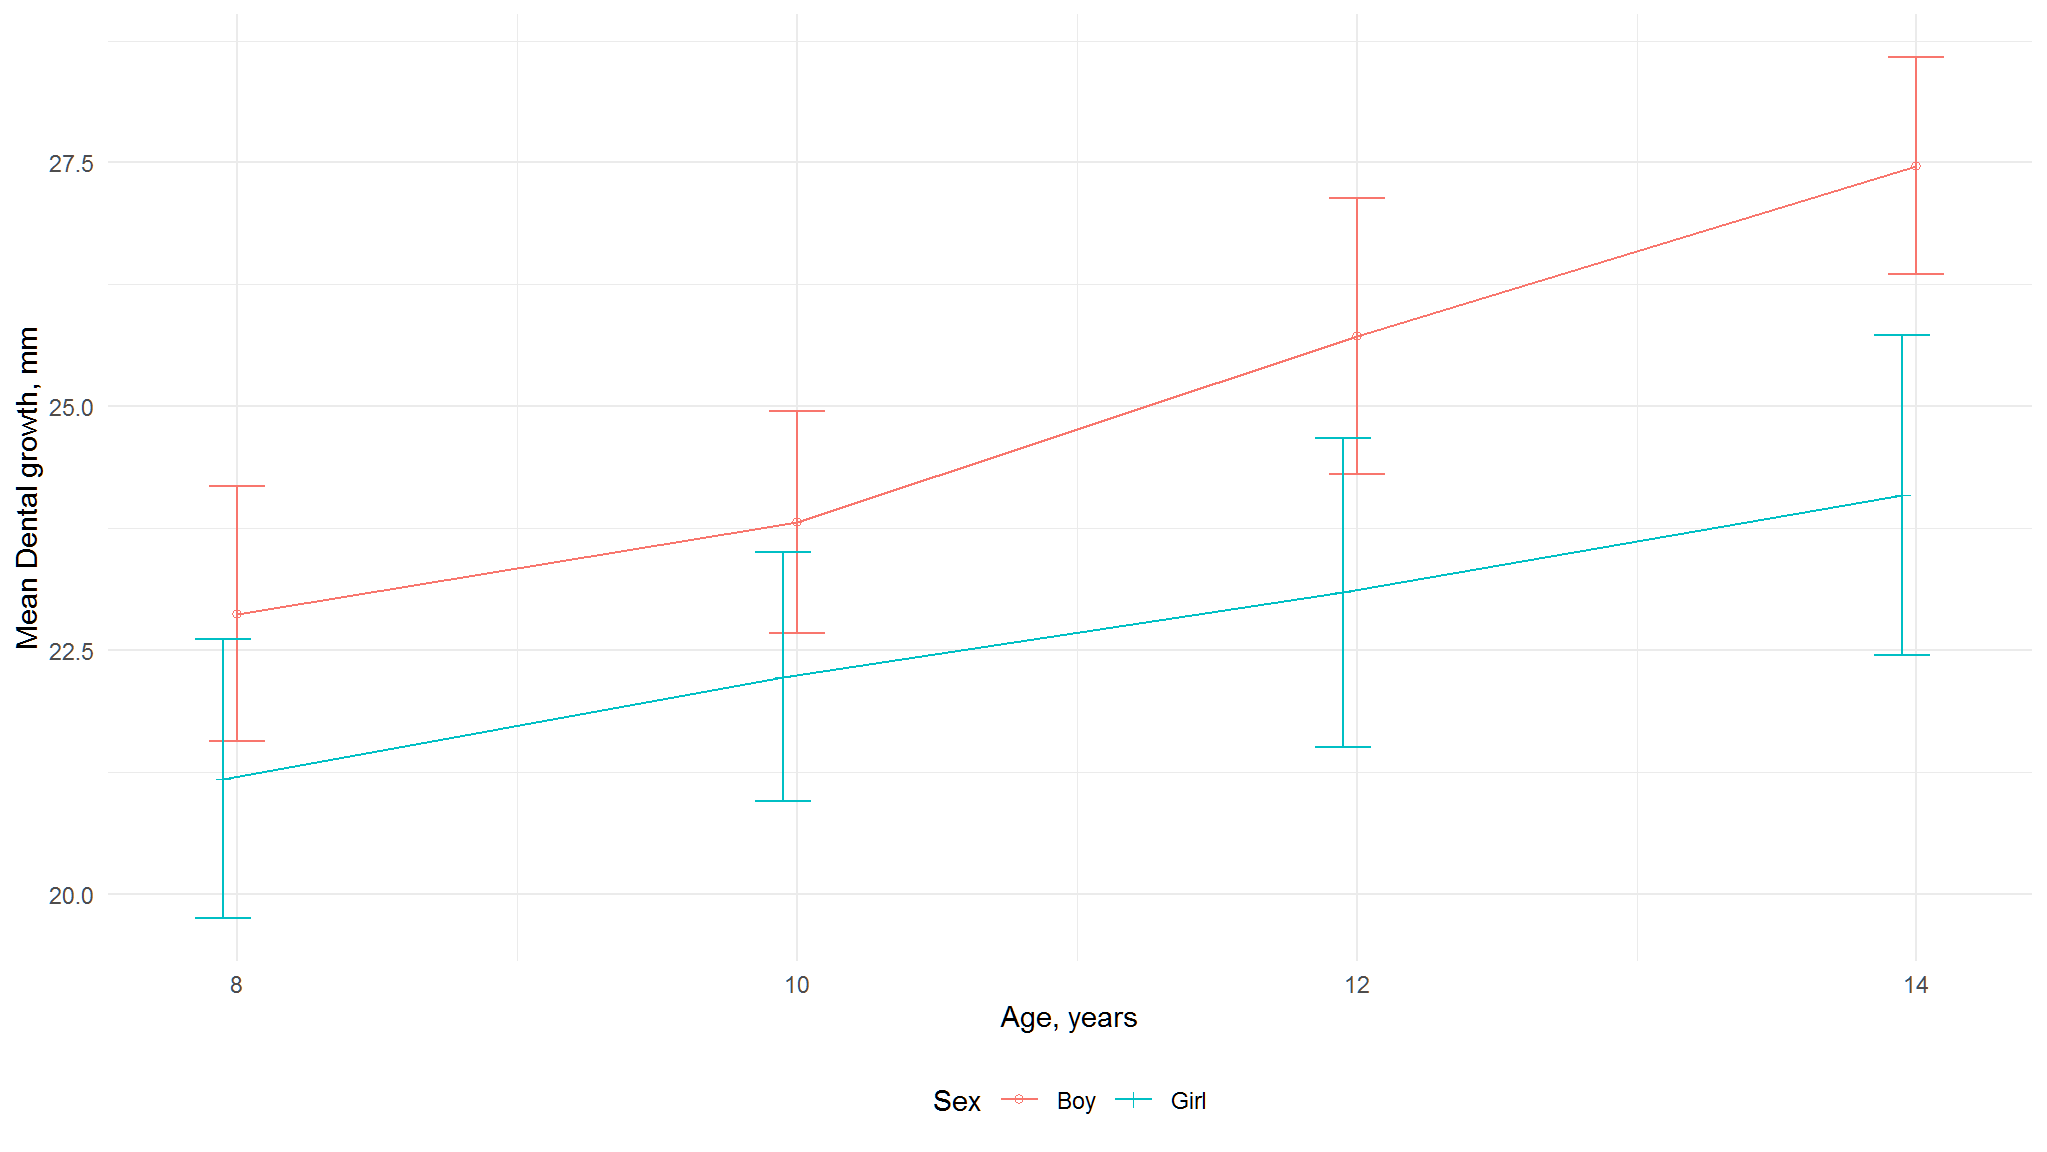 Mean Dental growth, mm
27.5
25.0
22.5
20.0
8 10 12 14
Age, years
Sex Boy Girl